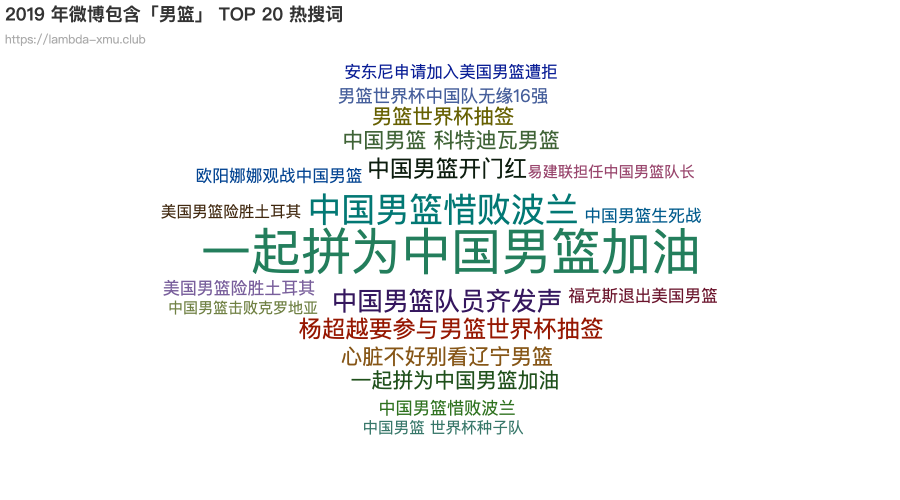 2019 年微博包含「男篮」 TOP 20 热搜词
https://lambda-xmu.club
安东尼申请加入美国男篮遭拒
男篮世界杯中国队无缘16强
男篮世界杯抽签
中国男篮 科特迪瓦男篮
中国男篮开门红
易建联担任中国男篮队长
欧阳娜娜观战中国男篮
美国男篮险胜土耳其
中国男篮惜败波兰
中国男篮生死战
一起拼为中国男篮加油
美国男篮险胜土耳其
中国男篮队员齐发声
福克斯退出美国男篮
中国男篮击败克罗地亚
杨超越要参与男篮世界杯抽签
心脏不好别看辽宁男篮
一起拼为中国男篮加油
中国男篮惜败波兰
中国男篮 世界杯种子队